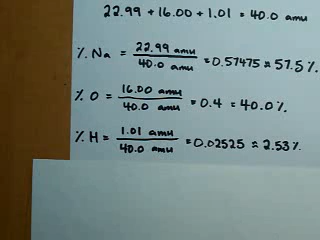 22.99 + 16.00 + 1.01 = 40.0 amu
% Na = 22.99 amu / 40.0 amu = 0.57475 ≈ 57.5%
% O = 16.00 amu / 40.0 amu = 0.4 = 40.0%
% H = 1.01 amu / 40.0 amu = 0.02525 ≈ 2.53%